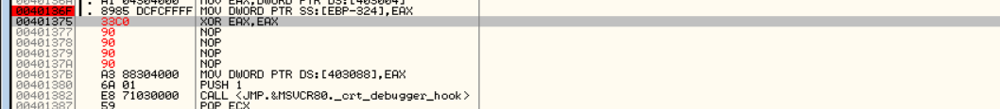 0040136A . A1 04304000 MOV EAX,DWORD PTR DS:[403004]
0040136F . 8985 DCFCFFFF MOV DWORD PTR SS:[EBP-324],EAX
00401375 33C0 XOR EAX,EAX
00401377 90 NOP
00401378 90 NOP
00401379 90 NOP
0040137A 90 NOP
0040137B A3 88304000 MOV DWORD PTR DS:[403088],EAX
00401380 6A 01 PUSH 1
00401382 E8 71030000 CALL <JMP.&MSVCR80._crt_debugger_hook>
00401387 59 POP ECX